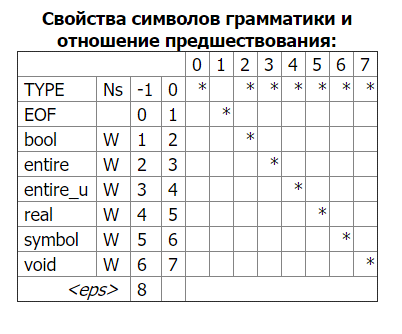 Свойства символов грамматики и
отношение предшествования:
0 1 2 3 4 5 6 7
TYPE Ns -1 0 * * * * * * *
EOF 0 1 *
bool W 1 2 *
entire W 2 3 *
entire_u W 3 4 *
real W 4 5 *
symbol W 5 6 *
void W 6 7 *
<eps> 8